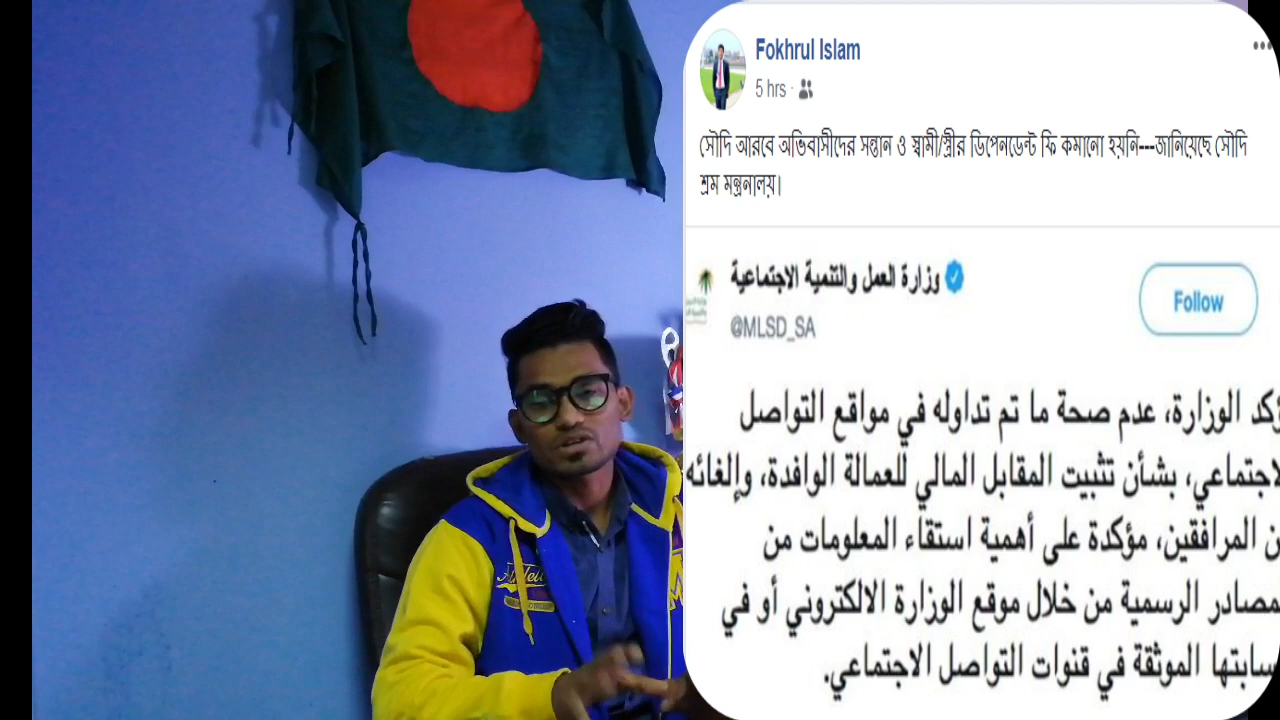 Fokhrul Islam
5 hrs ·
সৌদি আরবে অভিবাসীদের সন্তান ও স্বামী/স্ত্রীর ডিপেনডেন্ট ফি কমানো হয়নি---জানিয়েছে সৌদি
শ্রম মন্ত্রনালয়।
وزارة العمل والتنمية الاجتماعية
Follow
@MLSD_SA
ؤكد الوزارة، عدم صحة ما تم تداوله في مواقع التواصل
لاجتماعي، بشأن تثبيت المقابل المالي للعمالة الوافدة، وإلغائه
ن المرافقين، مؤكدة على أهمية استقاء المعلومات من
مصادر الرسمية من خلال موقع الوزارة الالكتروني أو في
سابتها الموثقة في قنوات التواصل الاجتماعي.